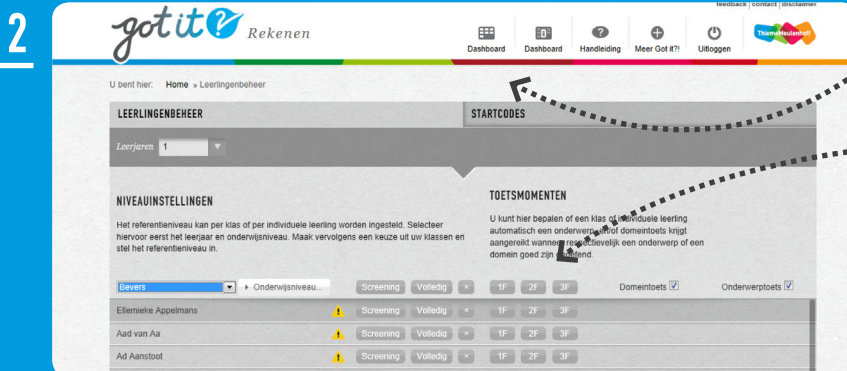 2
feedback | contact | disclaimer
got it? Rekenen
Dashboard Dashboard Handleiding Meer Got it?! Uitloggen
ThiemeMeulenhoff
U bent hier: Home » Leerlingenbeheer
LEERLINGENBEHEER STARTCODES
Leerjaren 1
NIVEAUINSTELLINGEN
Het referentieniveau kan per klas of per individuele leerling worden ingesteld. Selecteer
hiervoor eerst het leerjaar en onderwijsniveau. Maak vervolgens een keuze uit uw klassen en
stel het referentieniveau in.
TOETSMOMENTEN
U kunt hier bepalen of een klas of individuele leerling
automatisch een onderwerp- en/of domeintoets krijgt
aangereikt wanneer respectievelijk een onderwerp of een
domein goed zijn geoefend.
Bevers Onderwijsniveau... Screening Volledig × 1F 2F 3F Domeintoets Onderwerptoets
Ellemieke Appelmans ! Screening Volledig × 1F 2F 3F
Aad van Aa ! Screening Volledig × 1F 2F 3F
Ad Aanstoot ! Screening Volledig × 1F 2F 3F